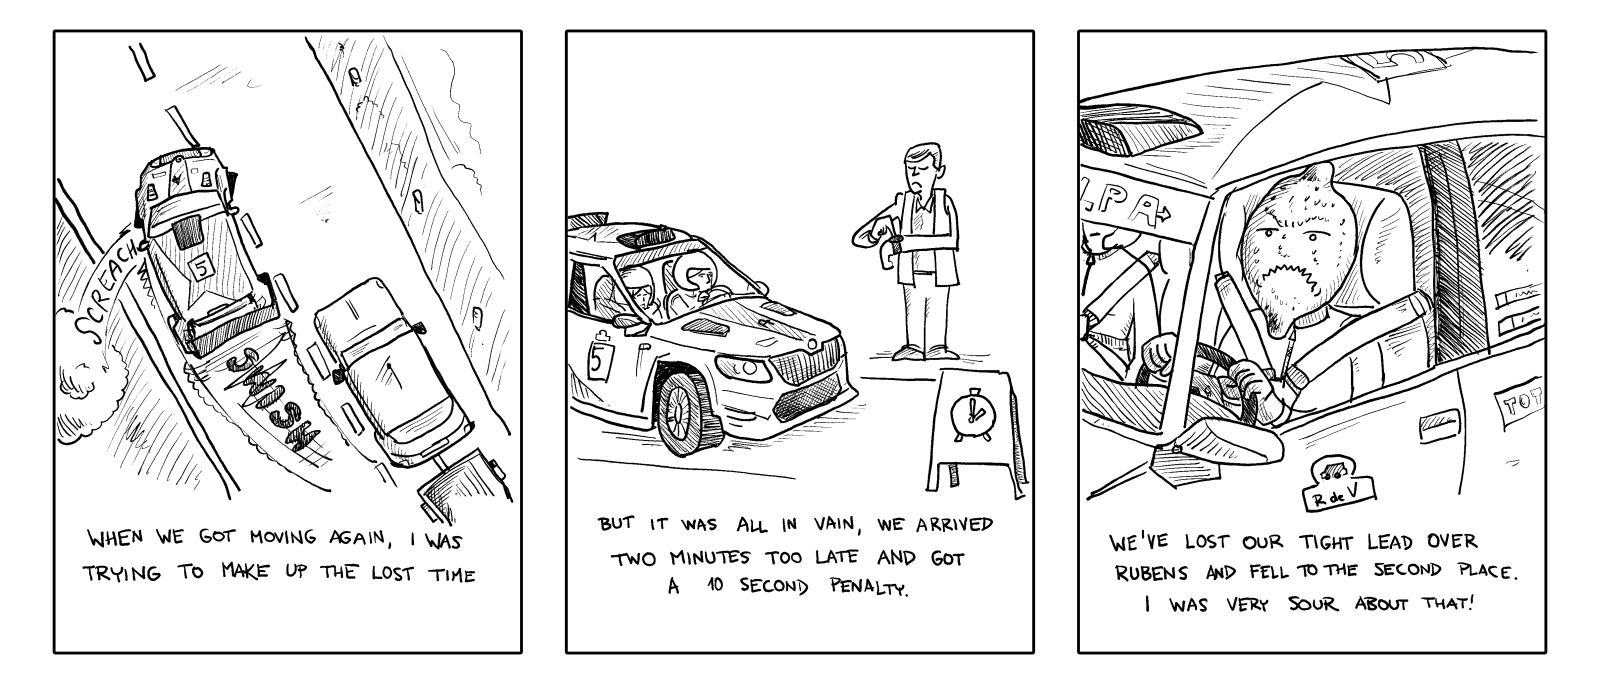 SCREACH
5
WHEN WE GOT MOVING AGAIN, I WAS
TRYING TO MAKE UP THE LOST TIME
5
BUT IT WAS ALL IN VAIN, WE ARRIVED
TWO MINUTES TOO LATE AND GOT
A 10 SECOND PENALTY.
5
LPA
R de V
TOT
WE'VE LOST OUR TIGHT LEAD OVER
RUBENS AND FELL TO THE SECOND PLACE.
I WAS VERY SOUR ABOUT THAT!